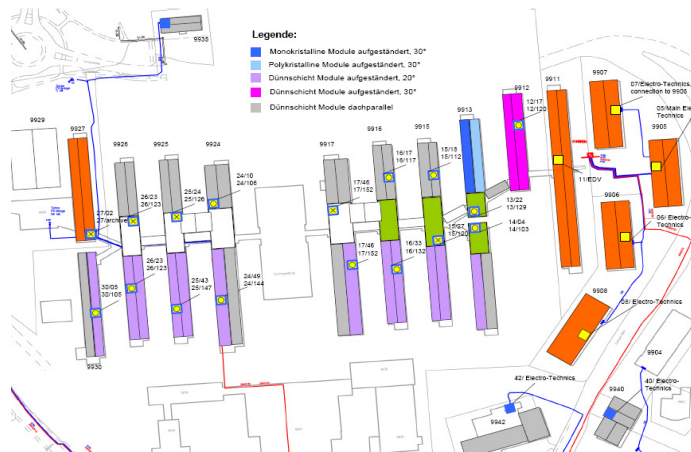 Legende:
Monokristalline Module aufgeständert, 30°
Polykristalline Module aufgeständert, 30°
Dünnschicht Module aufgeständert, 20°
Dünnschicht Module aufgeständert, 30°
Dünnschicht Module dachparallel
9935
9929
9927
9926
9925
9924
9917
9916
9915
9913
9912
9911
9907
07/Electro-Technics,
connection to 9905
05/Main Ele
Technics
9905
12/17
12/120
24/10
24/106
16/17
16/117
15/15
15/112
11/EDV
9906
13/22
13/129
27/02
27/archive
26/23
26/123
25/24
25/126
17/46
17/152
06/ Electro-
Technics
14/04
14/103
15/27
15/120
17/46
17/152
16/33
16/132
26/23
26/123
25/43
25/147
24/49
24/144
30/05
30/105
9930
9908
08/ Electro-Technics
9904
42/ Electro-Technics
9940
40/ Electro-
Technics
9942